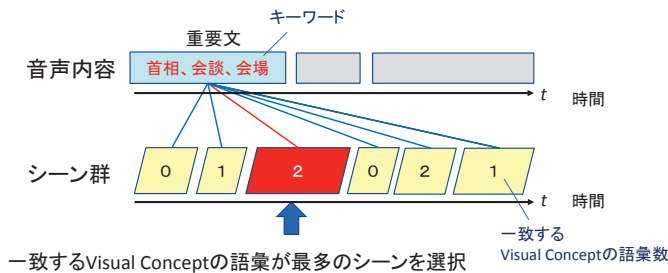 キーワード
重要文
音声内容
首相、会談、会場
t 時間
シーン群
0 1 2 0 2 1
t 時間
一致する
Visual Conceptの語彙数
一致するVisual Conceptの語彙が最多のシーンを選択